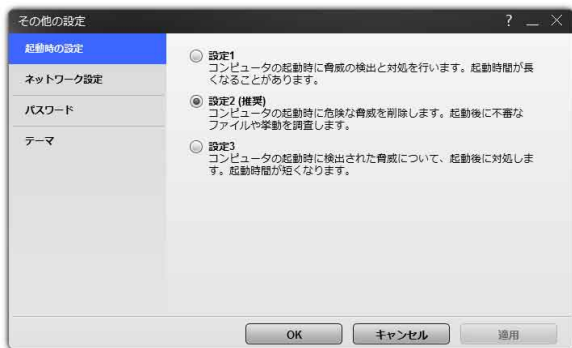 その他の設定
?
起動時の設定
ネットワーク設定
パスワード
テーマ
設定1
コンピュータの起動時に脅威の検出と対処を行います。起動時間が長
くなることがあります。
設定2 (推奨)
コンピュータの起動時に危険な脅威を削除します。起動後に不審な
ファイルや挙動を調査します。
設定3
コンピュータの起動時に検出された脅威について、起動後に対処しま
す。起動時間が短くなります。
OK
キャンセル
適用